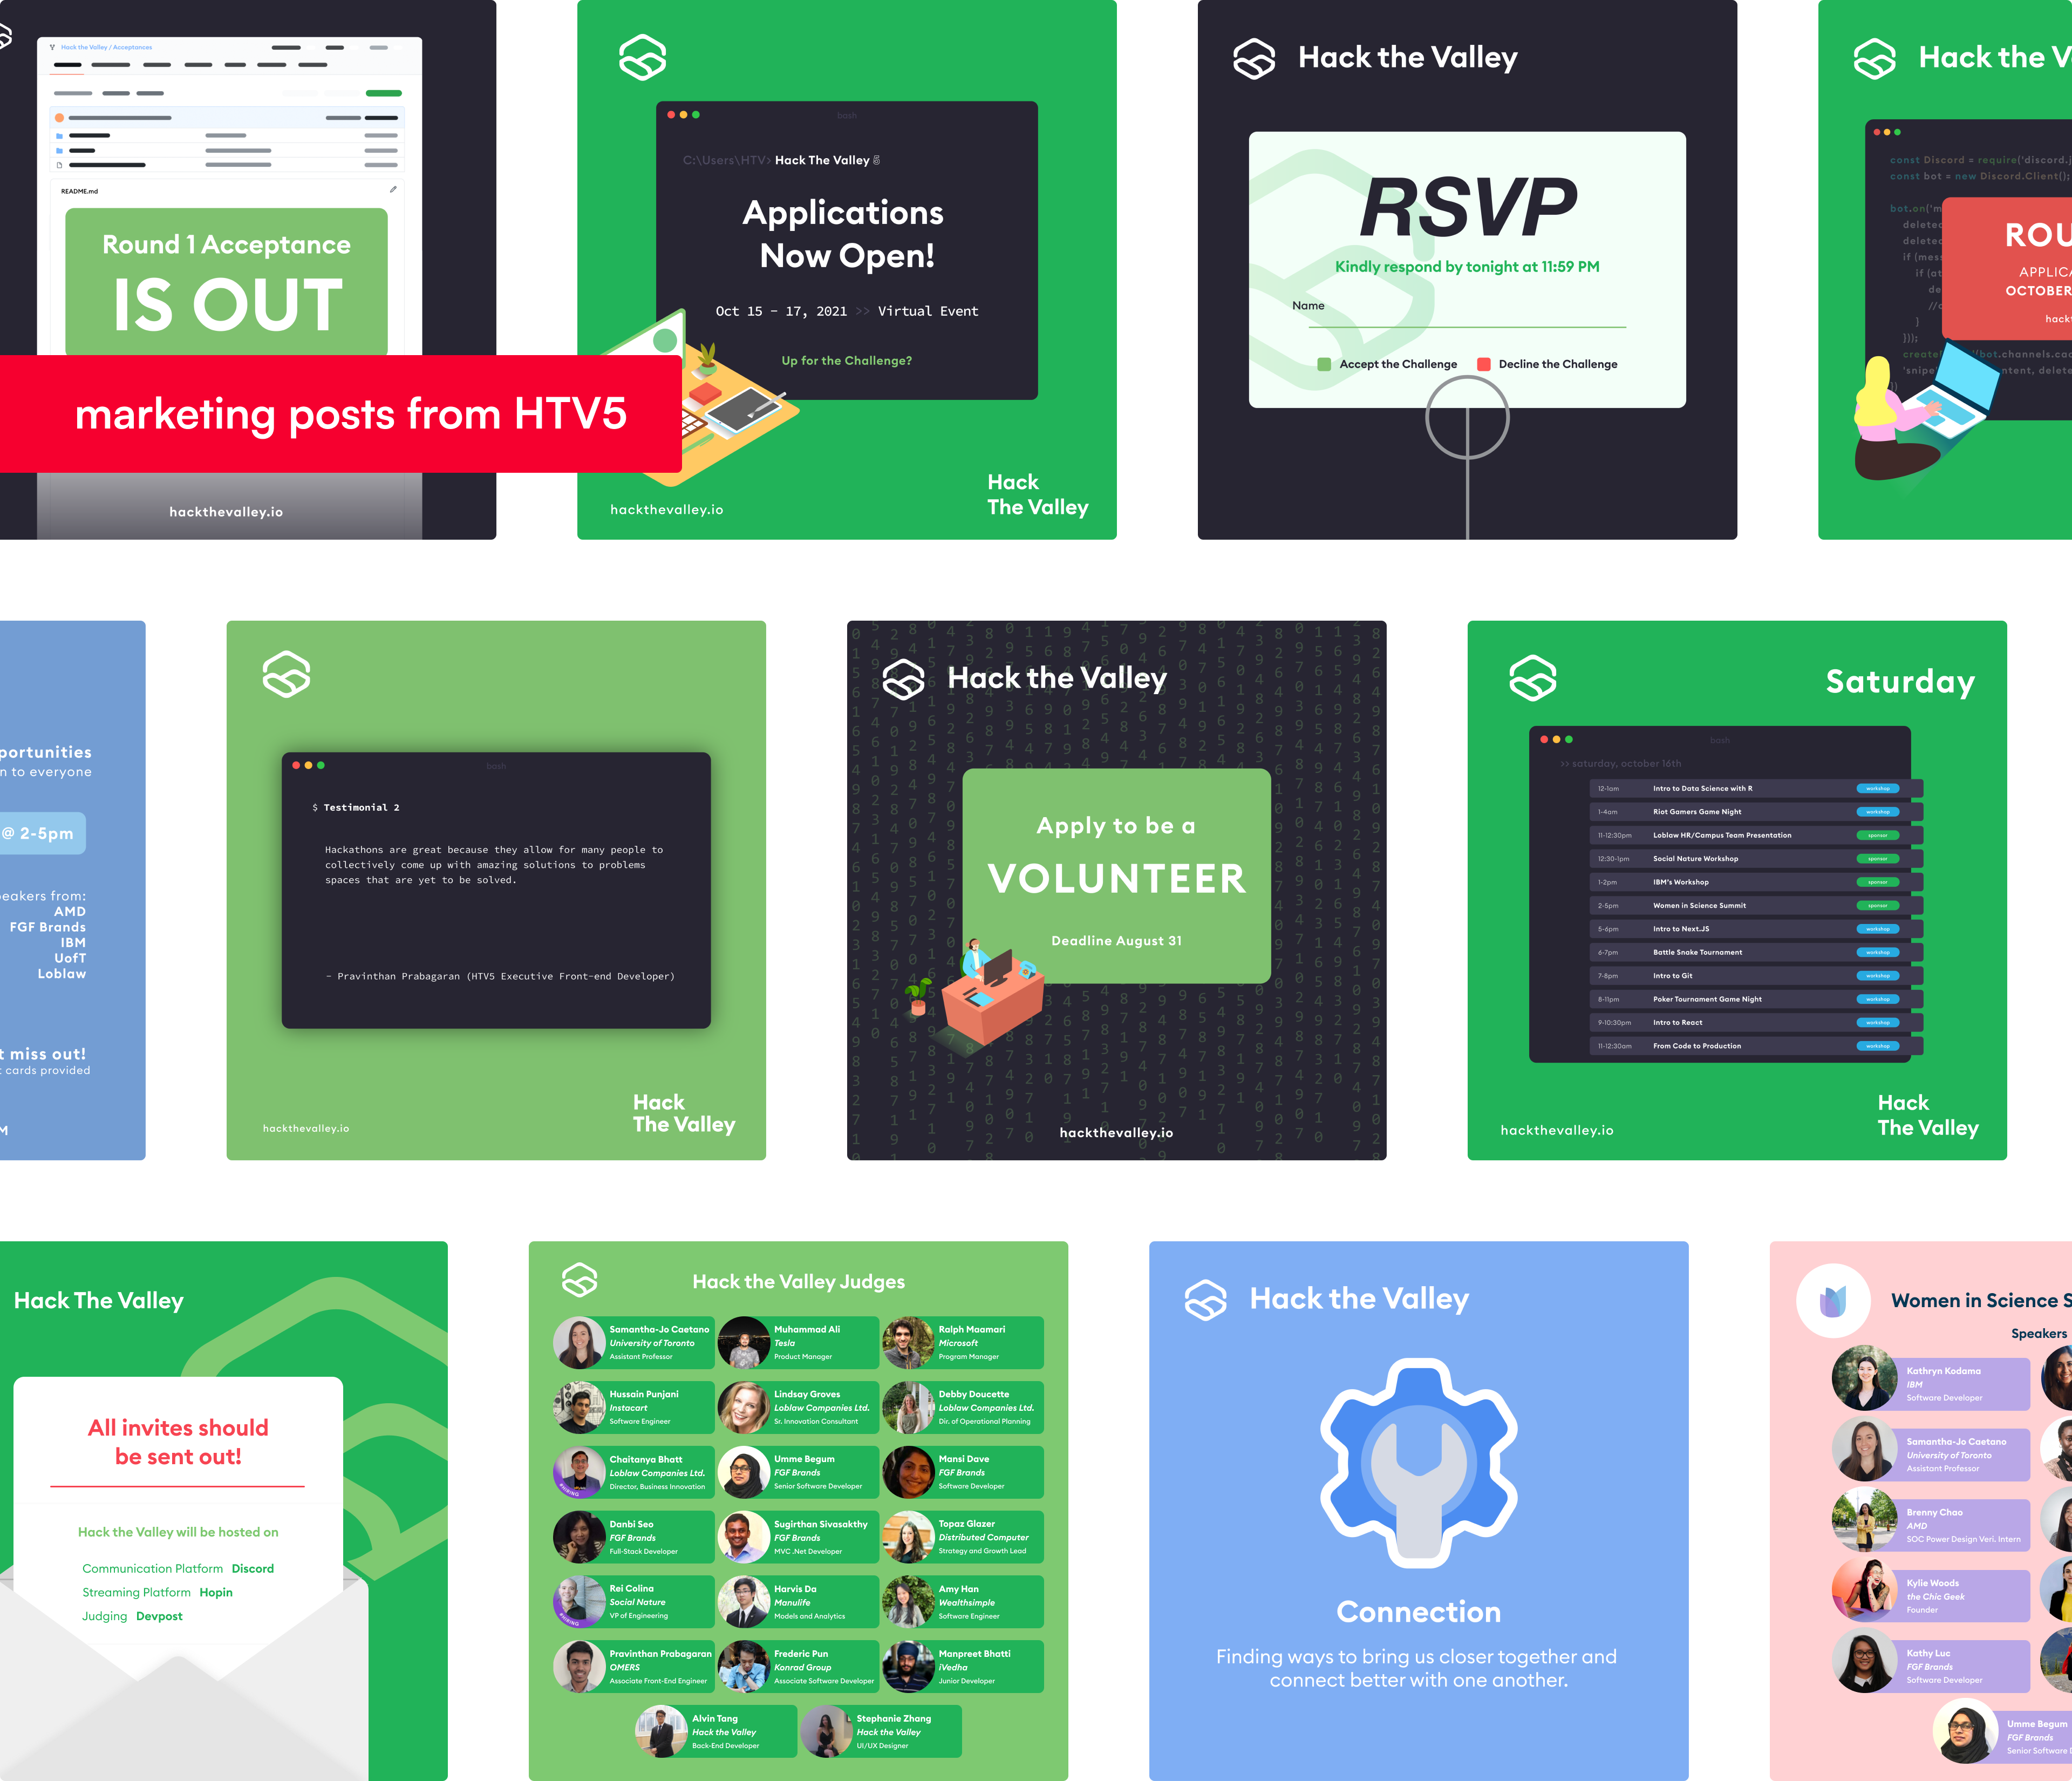 Hack the Valley / Acceptances
README.md
Round 1 Acceptance
IS OUT
hackthevalley.io
marketing posts from HTV5
bash
C:\Users\HTV> Hack The Valley 5
Applications
Now Open!
Oct 15 - 17, 2021 >> Virtual Event
Up for the Challenge?
hackthevalley.io
Hack
The Valley
Hack the Valley
RSVP
Kindly respond by tonight at 11:59 PM
Name
Accept the Challenge
Decline the Challenge
Hack the
const Discord = require('discord.j
const bot = new Discord.Client();
@ 2-5pm
from:
AMD
FGF Brands
IBM
UofT
Loblaw
miss out!
cards provided
to everyone
bash
$ Testimonial 2
Hackathons are great because they allow for many people to
collectively come up with amazing solutions to problems
spaces that are yet to be solved.
- Pravinthan Prabagaran (HTV5 Executive Front-end Developer)
hackthevalley.io
Hack
The Valley
Hack the Valley
Apply to be a
VOLUNTEER
Deadline August 31
hackthevalley.io
Saturday
bash
>> saturday, october 16th
12-1am Intro to Data Science with R workshop
1-4am Riot Gamers Game Night workshop
11-12:30pm Loblaw HR/Campus Team Presentation sponsor
12:30-1pm Social Nature Workshop sponsor
1-2pm IBM's Workshop sponsor
2-5pm Women in Science Summit sponsor
5-6pm Intro to Next.JS workshop
6-7pm Battle Snake Tournament workshop
7-8pm Intro to Git workshop
8-11pm Poker Tournament Game Night workshop
9-10:30pm Intro to React workshop
11-12:30am From Code to Production workshop
hackthevalley.io
Hack
The Valley
Hack The Valley
All invites should
be sent out!
Hack the Valley will be hosted on
Communication Platform Discord
Streaming Platform Hopin
Judging Devpost
Hack the Valley Judges
Samantha-Jo Caetano
University of Toronto
Assistant Professor
Muhammad Ali
Tesla
Product Manager
Ralph Maamari
Microsoft
Program Manager
Hussain Punjani
Instacart
Software Engineer
Lindsay Groves
Loblaw Companies Ltd.
Sr. Innovation Consultant
Debby Doucette
Loblaw Companies Ltd.
Dir. of Operational Planning
Chaitanya Bhatt
Loblaw Companies Ltd.
Director, Business Innovation
Umme Begum
FGF Brands
Senior Software Developer
Mansi Dave
FGF Brands
Software Developer
Danbi Seo
FGF Brands
Full-Stack Developer
Sugirthan Sivasakthy
FGF Brands
MVC .Net Developer
Topaz Glazer
Distributed Computer
Strategy and Growth Lead
Rei Colina
Social Nature
VP of Engineering
Harvis Da
Manulife
Models and Analytics
Amy Han
Wealthsimple
Software Engineer
Pravinthan Prabagaran
OMERS
Associate Front-End Engineer
Frederic Pun
Konrad Group
Associate Software Developer
Manpreet Bhatti
iVedha
Junior Developer
Alvin Tang
Hack the Valley
Back-End Developer
Stephanie Zhang
Hack the Valley
UI/UX Designer
Hack the Valley
Connection
Finding ways to bring us closer together and
connect better with one another.
Women in Science
Speakers
Kathryn Kodama
IBM
Software Developer
Samantha-Jo Caetano
University of Toronto
Assistant Professor
Brenny Chao
AMD
SOC Power Design Veri. Intern
Kylie Woods
the Chic Geek
Founder
Kathy Luc
FGF Brands
Software Developer
Umme Begum
FGF Brands
Senior Software